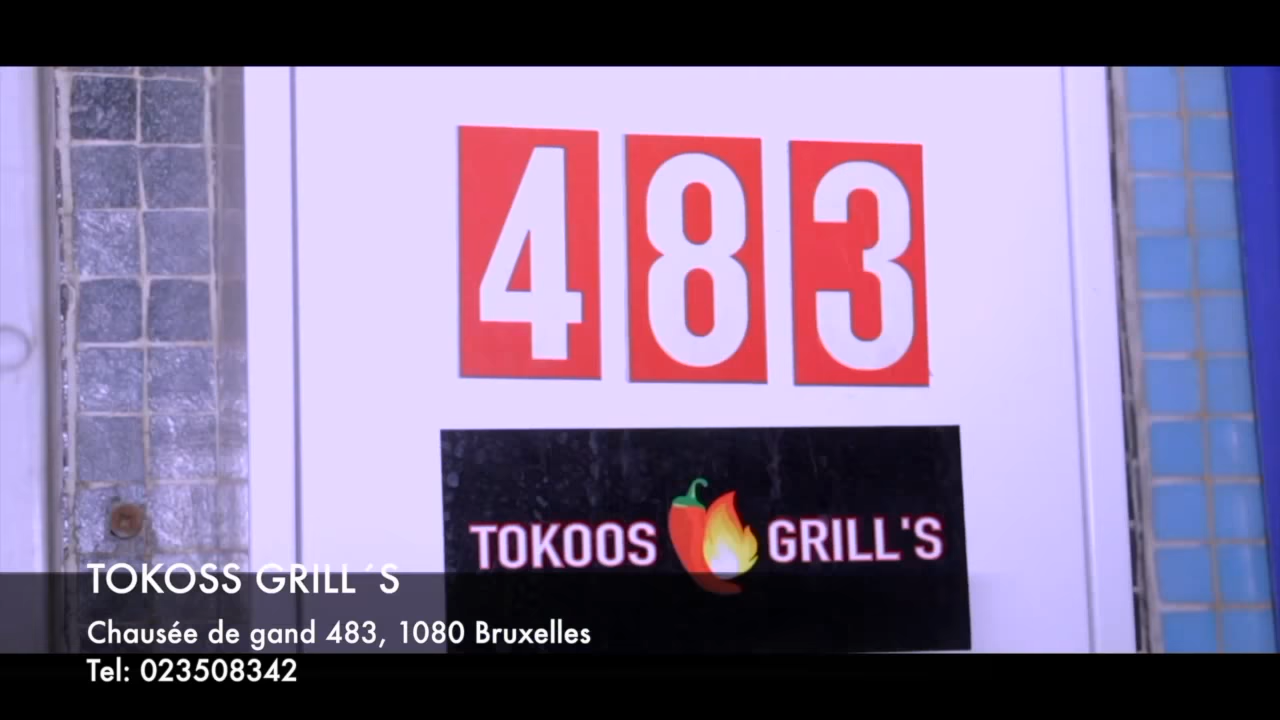 483
TOKOOS GRILL'S
TOKOSS GRILL´S
Chausée de gand 483, 1080 Bruxelles
Tel: 023508342